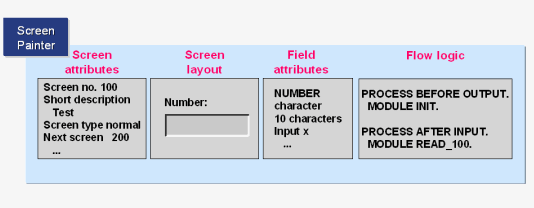 Screen
Painter
Screen
attributes
Screen
layout
Field
attributes
Flow logic
Screen no. 100
Short description
Test
Screen type normal
Next screen 200
...
Number:
NUMBER
character
10 characters
Input x
...
PROCESS BEFORE OUTPUT.
MODULE INIT.
PROCESS AFTER INPUT.
MODULE READ_100.